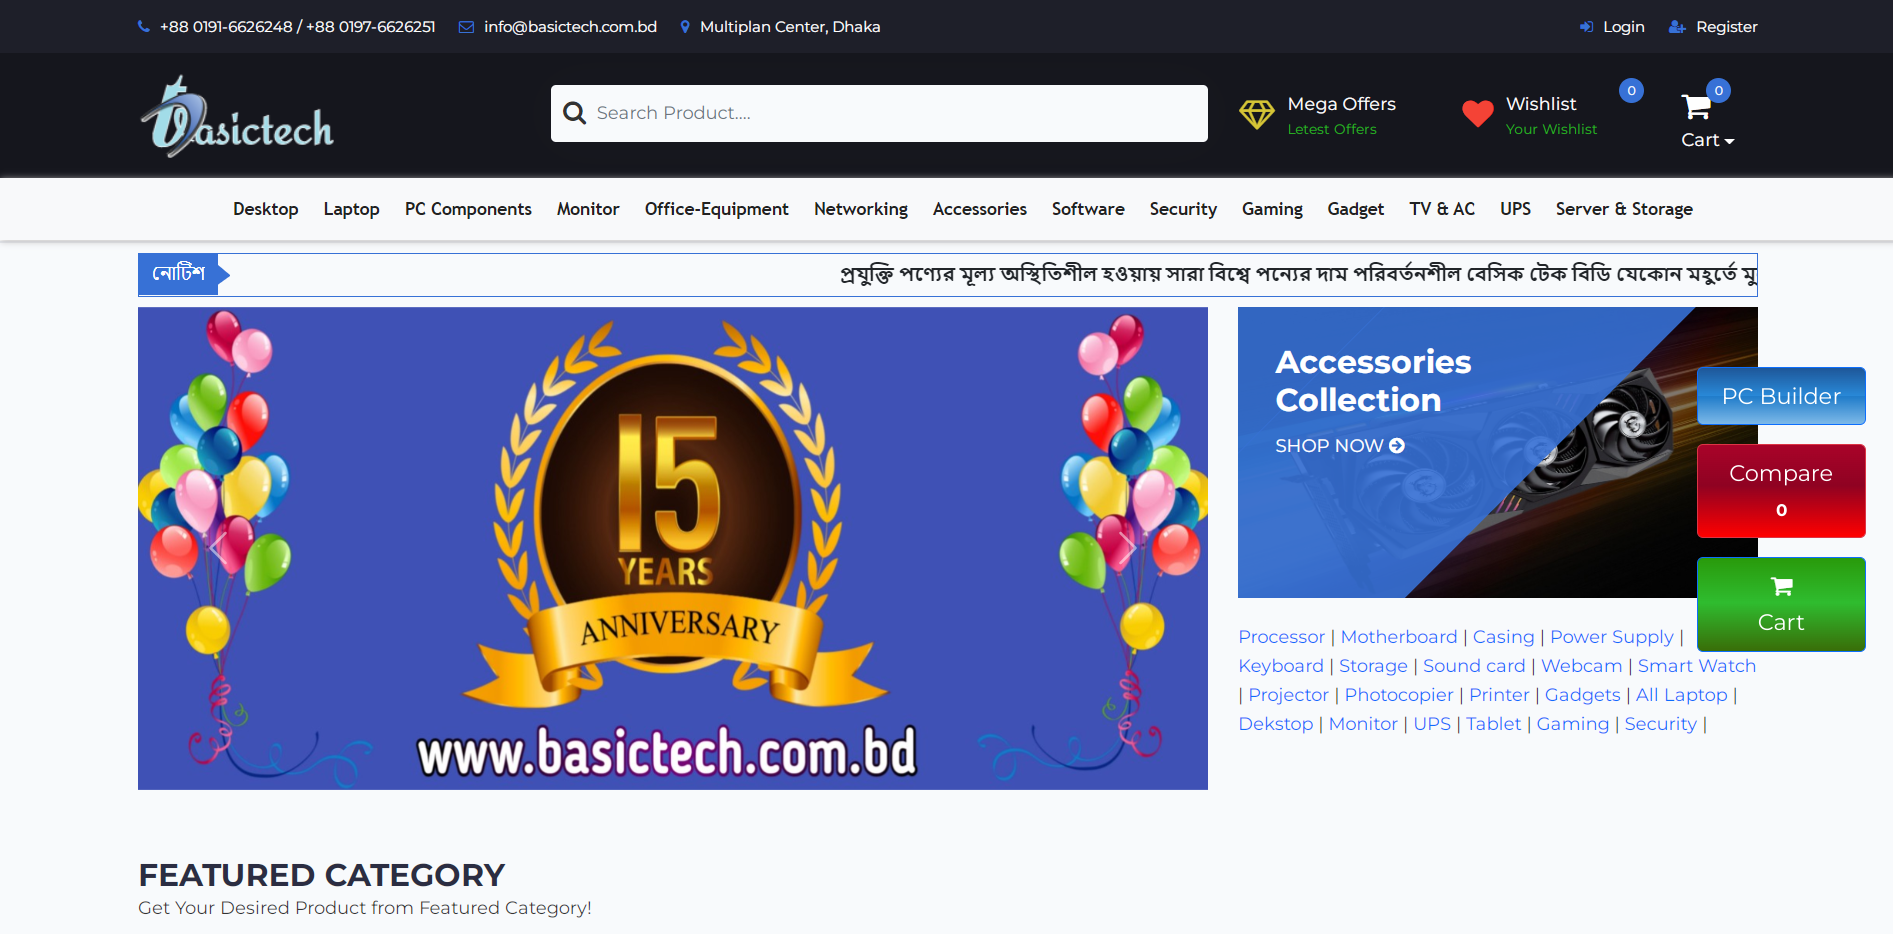 +88 0191-6626248 / +88 0197-6626251 info@basictech.com.bd Multiplan Center, Dhaka Login Register
Basictech
Search Product....
Mega Offers
Letest Offers
Wishlist
Your Wishlist
0
0
Cart
Desktop Laptop PC Components Monitor Office-Equipment Networking Accessories Software Security Gaming Gadget TV & AC UPS Server & Storage
নোটিশ
প্রযুক্তি পণ্যের মূল্য অস্থিতিশীল হওয়ায় সারা বিশ্বে পন্যের দাম পরিবর্তনশীল বেসিক টেক বিডি যেকোন মহূর্তে মু
15
YEARS
ANNIVERSARY
www.basictech.com.bd
Accessories
Collection
SHOP NOW
PC Builder
Compare
0
Cart
Processor | Motherboard | Casing | Power Supply |
Keyboard | Storage | Sound card | Webcam | Smart Watch
| Projector | Photocopier | Printer | Gadgets | All Laptop |
Dekstop | Monitor | UPS | Tablet | Gaming | Security |
FEATURED CATEGORY
Get Your Desired Product from Featured Category!